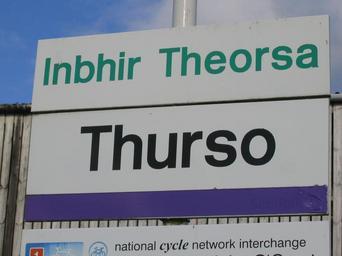 Inbhir Theorsa
Thurso
national cycle network interchange